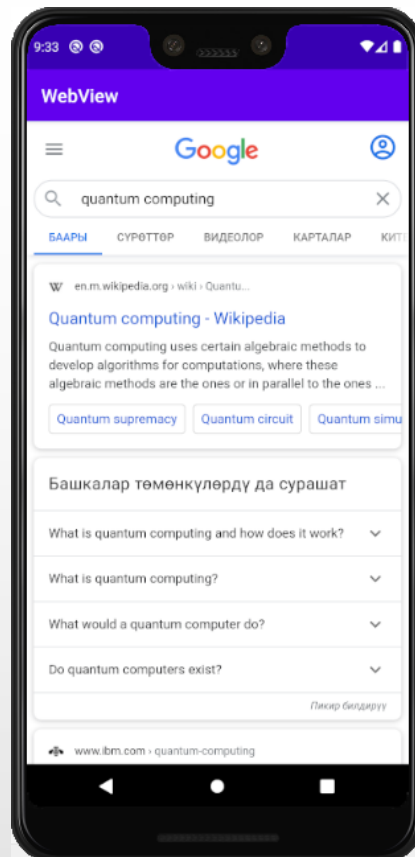 9:33
WebView
Google
quantum computing
БААРЫ СҮРӨТТӨР ВИДЕОЛОР КАРТАЛАР КИТЕ
W en.m.wikipedia.org › wiki › Quantu...
Quantum computing - Wikipedia
Quantum computing uses certain algebraic methods to
develop algorithms for computations, where these
algebraic methods are the ones or in parallel to the ones ...
Quantum supremacy Quantum circuit Quantum simu
Башкалар төмөнкүлөрдү да сурашат
What is quantum computing and how does it work?
What is quantum computing?
What would a quantum computer do?
Do quantum computers exist?
Пикир билдирүү
www.ibm.com › quantum-computing